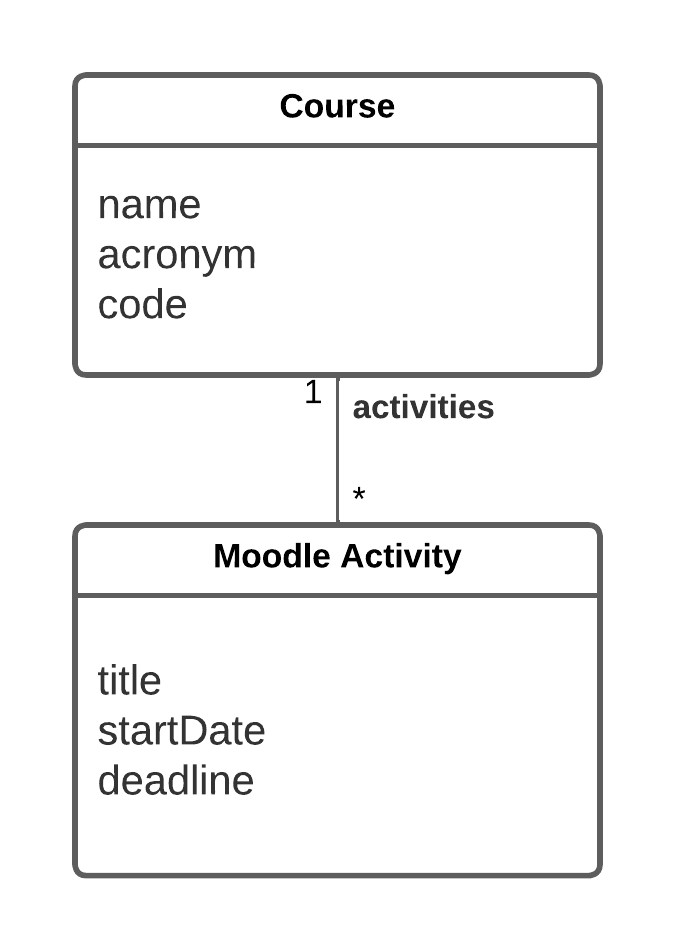 Course
name
acronym
code
1
activities
*
Moodle Activity
title
startDate
deadline